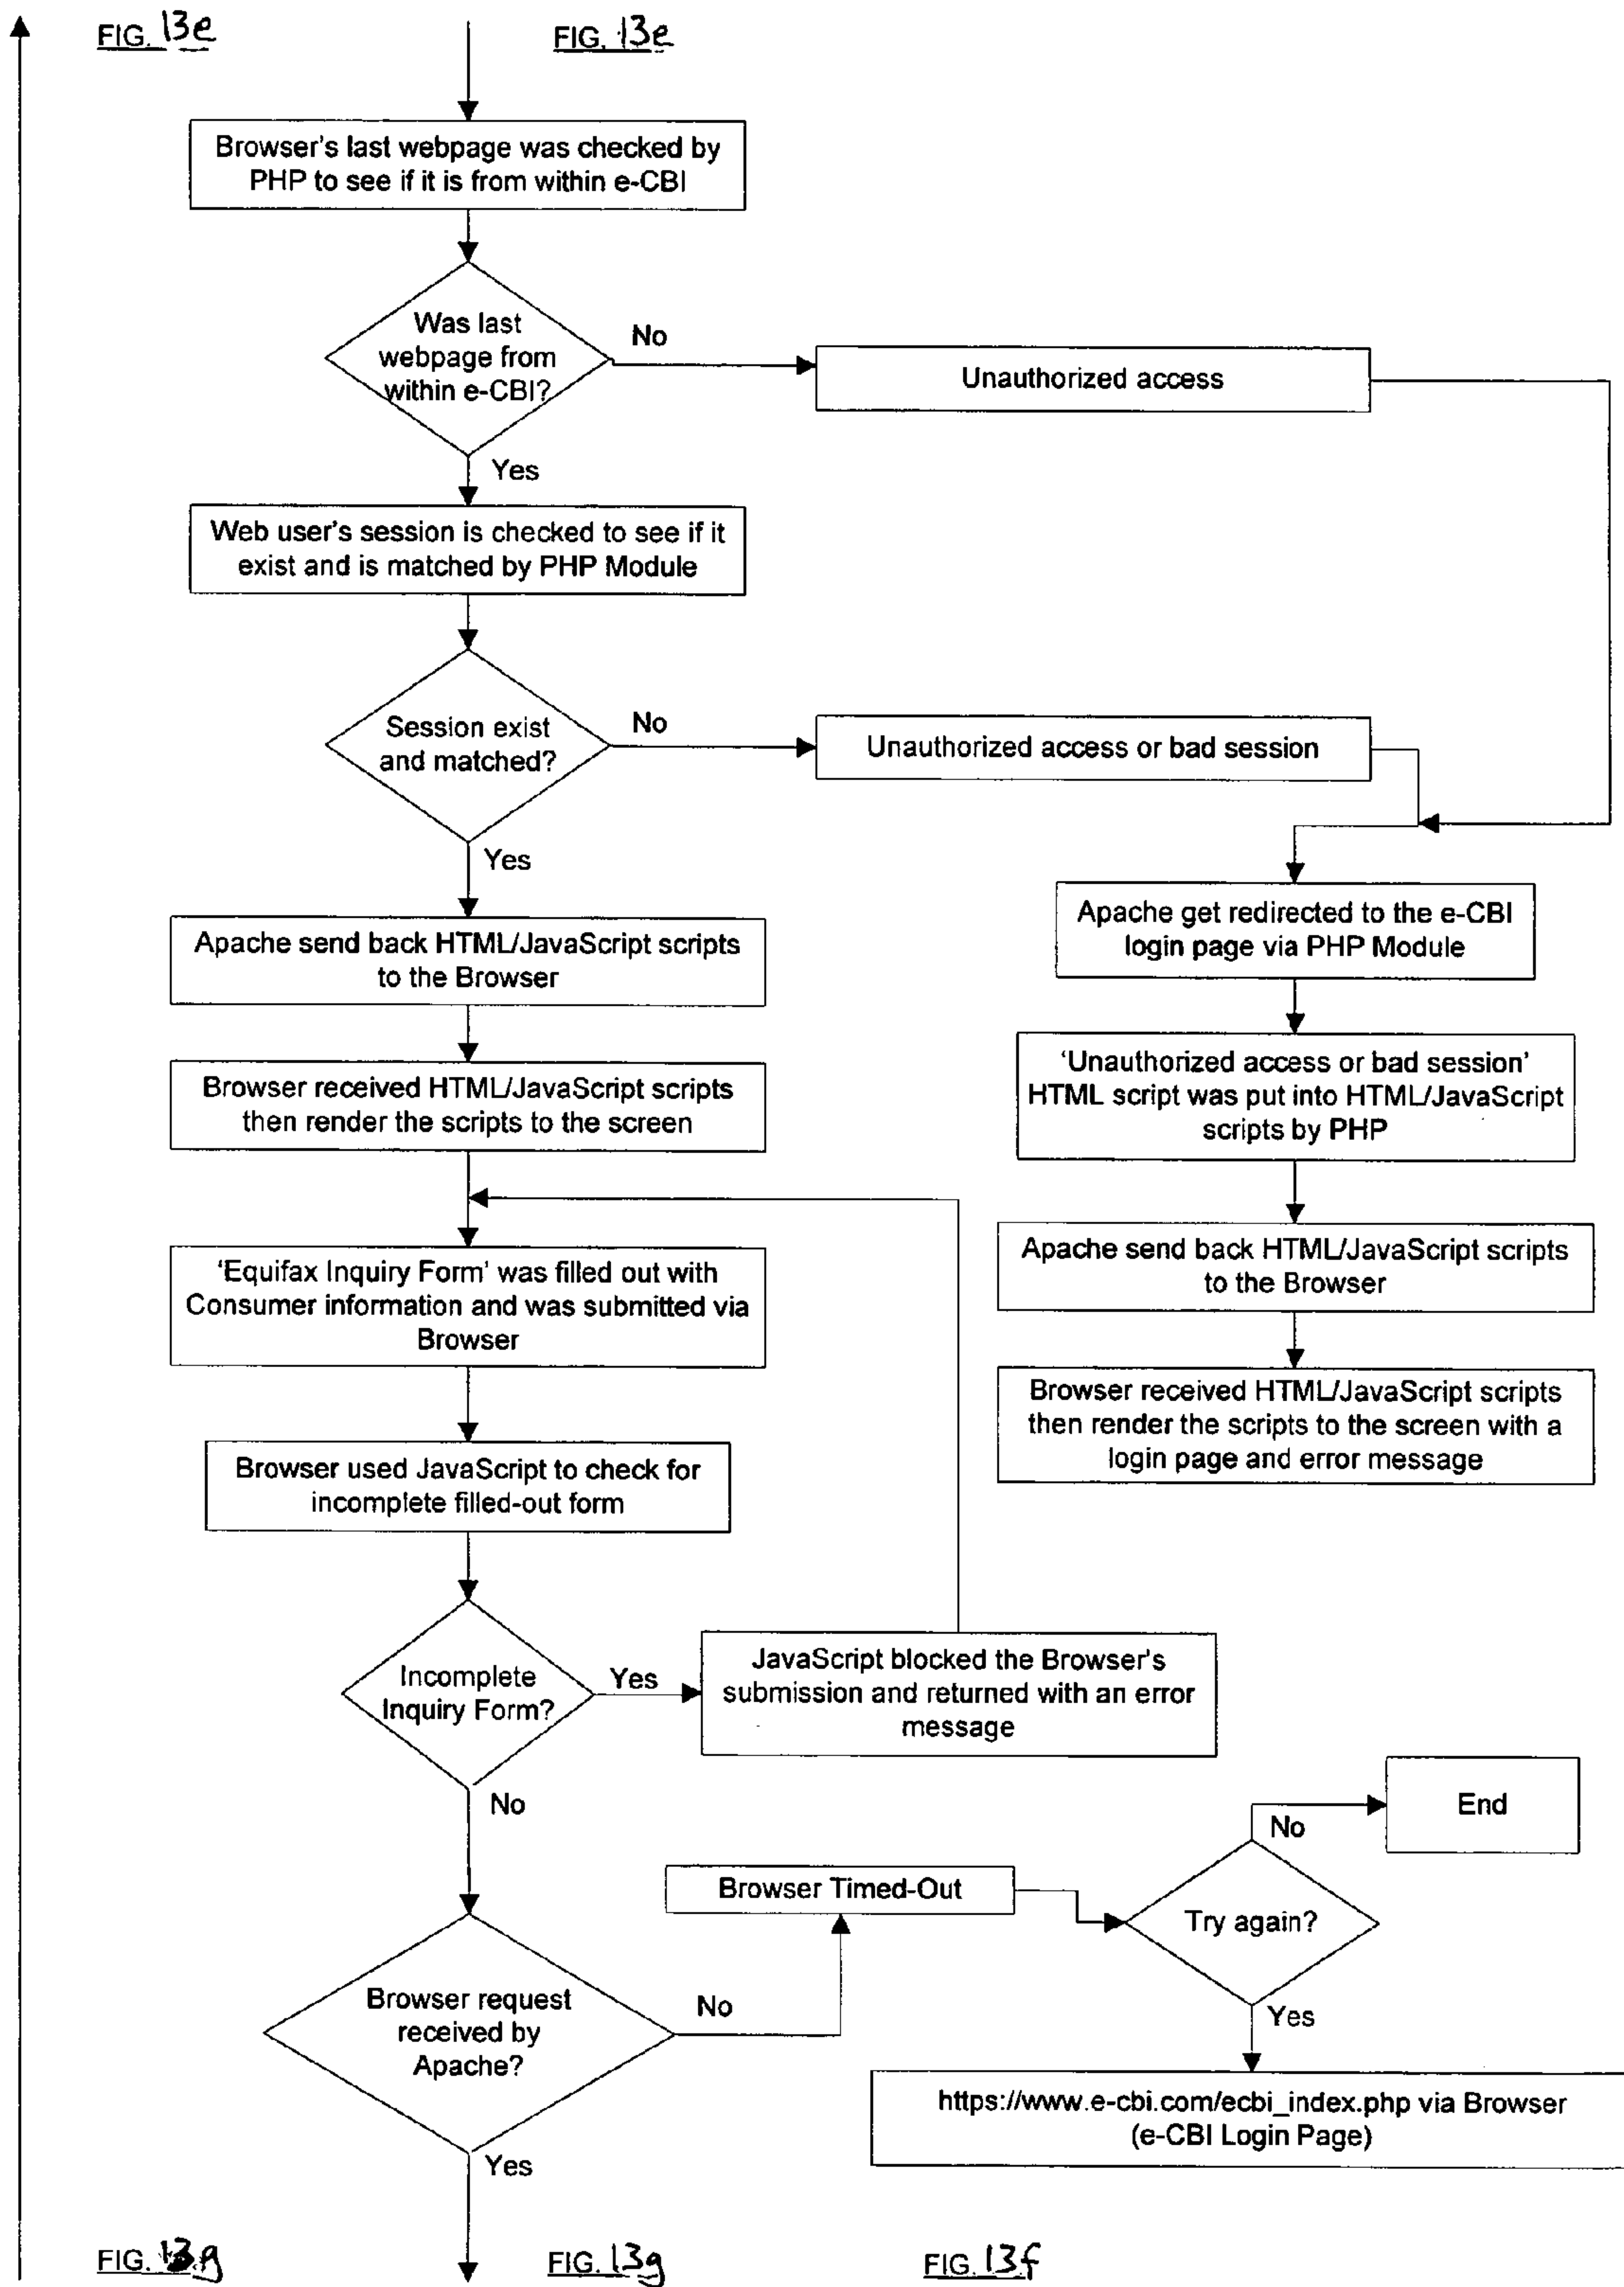 FIG. 13e
FIG. 13e
Browser's last webpage was checked by
PHP to see if it is from within e-CBI
Was last
webpage from
within e-CBI?
No
Unauthorized access
Yes
Web user's session is checked to see if it
exist and is matched by PHP Module
Session exist
and matched?
No
Unauthorized access or bad session
Yes
Apache send back HTML/JavaScript scripts
to the Browser
Apache get redirected to the e-CBI
login page via PHP Module
Browser received HTML/JavaScript scripts
then render the scripts to the screen
'Unauthorized access or bad session'
HTML script was put into HTML/JavaScript
scripts by PHP
'Equifax Inquiry Form' was filled out with
Consumer information and was submitted via
Browser
Apache send back HTML/JavaScript scripts
to the Browser
Browser received HTML/JavaScript scripts
then render the scripts to the screen with a
login page and error message
Browser used JavaScript to check for
incomplete filled-out form
Incomplete
Inquiry Form?
Yes
JavaScript blocked the Browser's
submission and returned with an error
message
No
End
No
Browser Timed-Out
Try again?
Browser request
received by
Apache?
No
Yes
https://www.e-cbi.com/ecbi_index.php via Browser
(e-CBI Login Page)
Yes
FIG. 13g
FIG. 13g
FIG. 13f